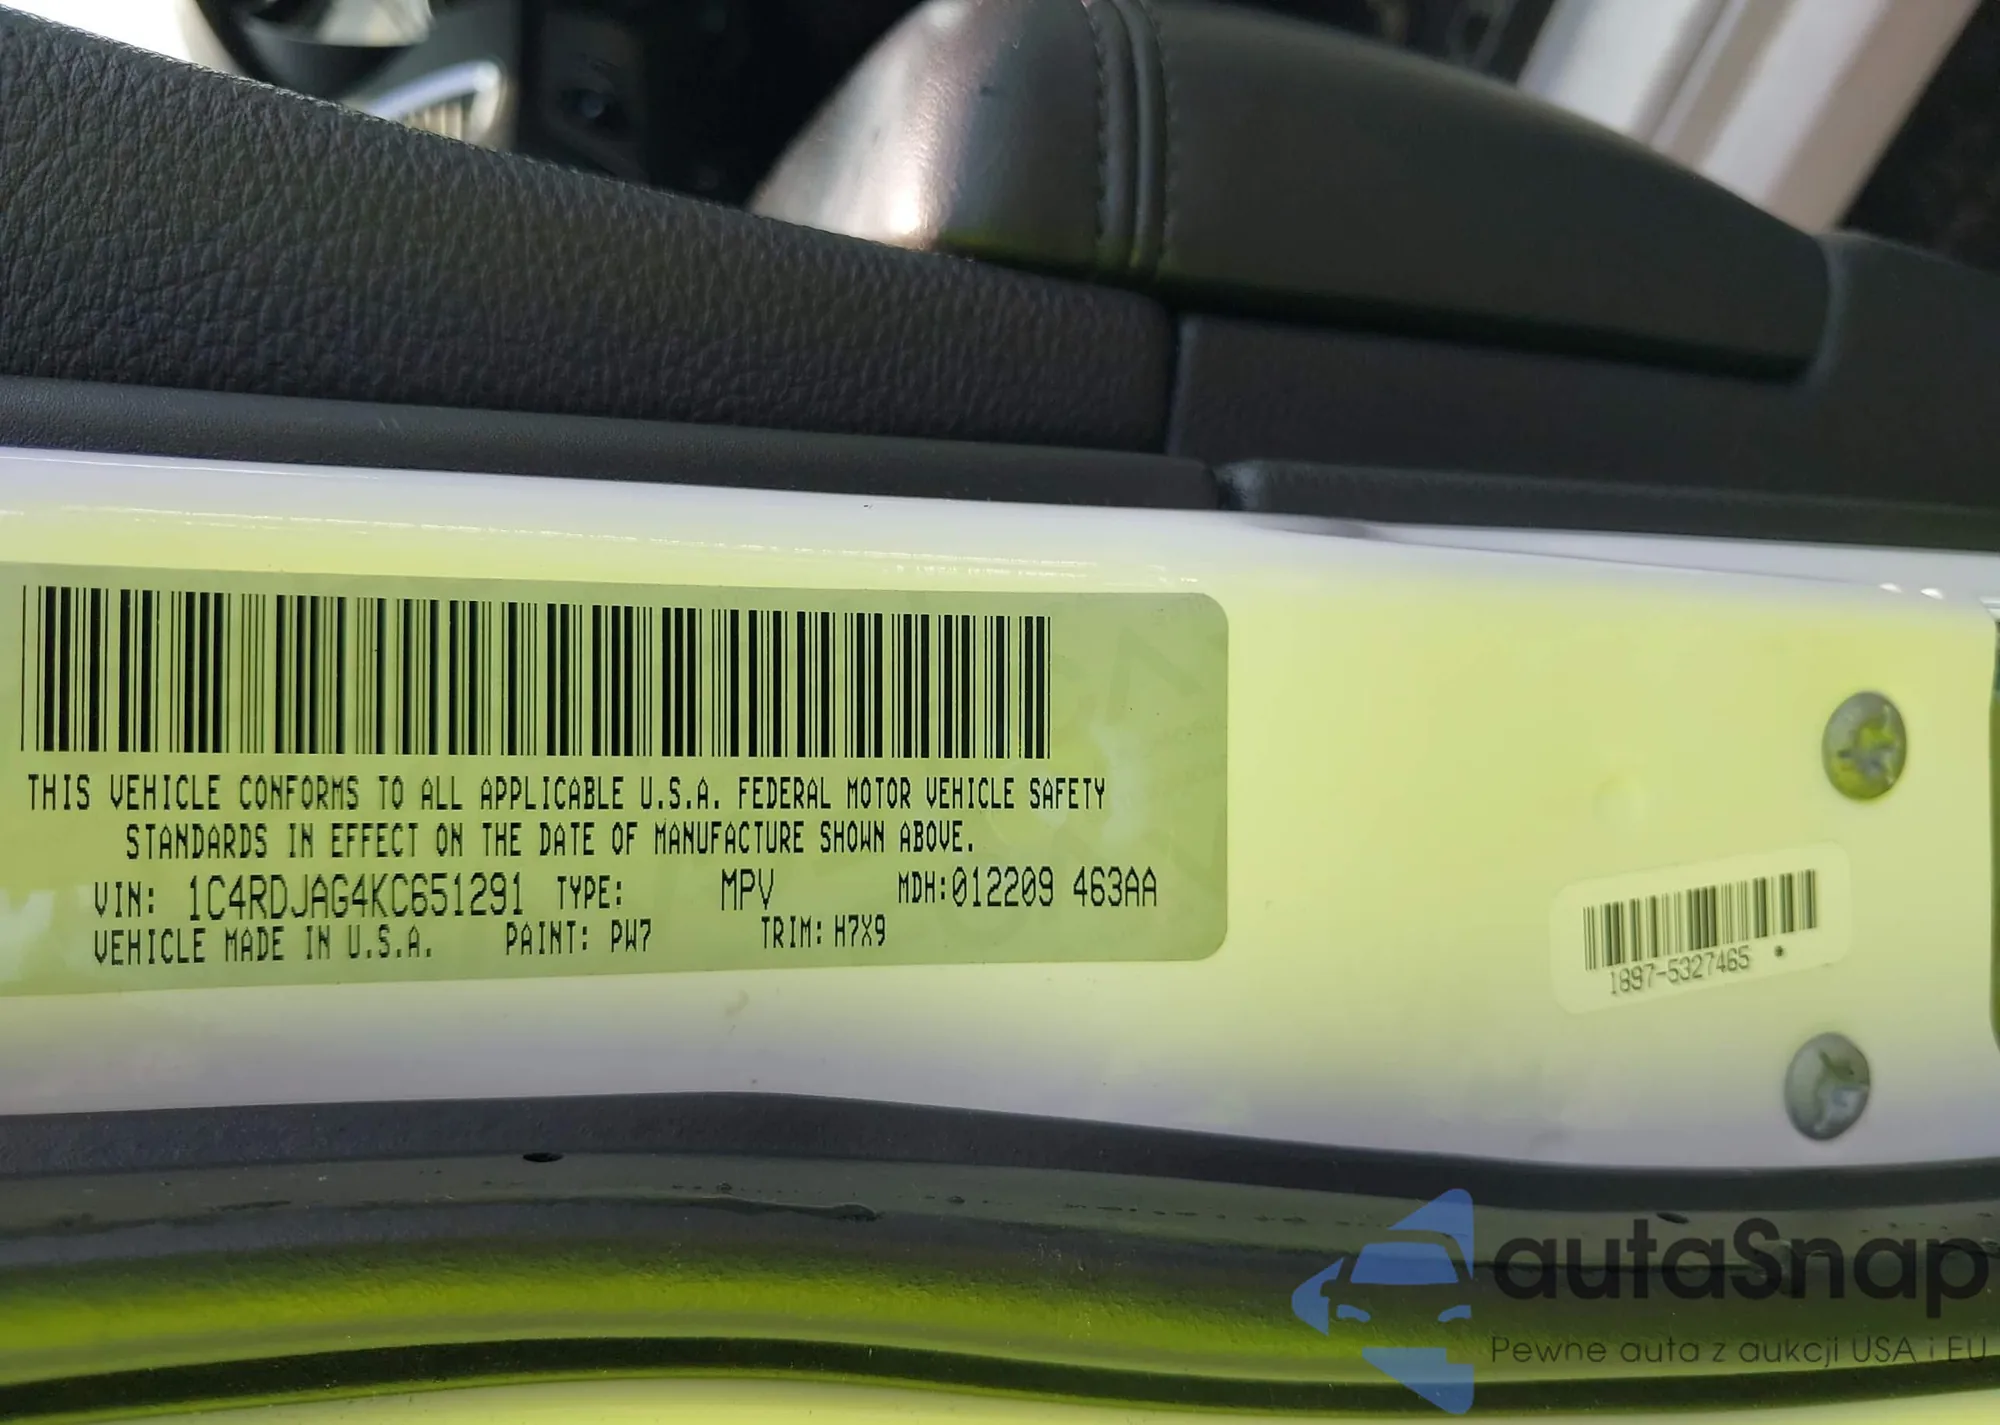 THIS VEHICLE CONFORMS TO ALL APPLICABLE U.S.A. FEDERAL MOTOR VEHICLE SAFETY
STANDARDS IN EFFECT ON THE DATE OF MANUFACTURE SHOWN ABOVE.
VIN: 1C4RDJAG4KC651291 TYPE: MPV MDH:012209 463AA
VEHICLE MADE IN U.S.A. PAINT: PW7 TRIM: H7X9
1897-5327465
autaSnap
Pewne auta z aukcji USA i EU